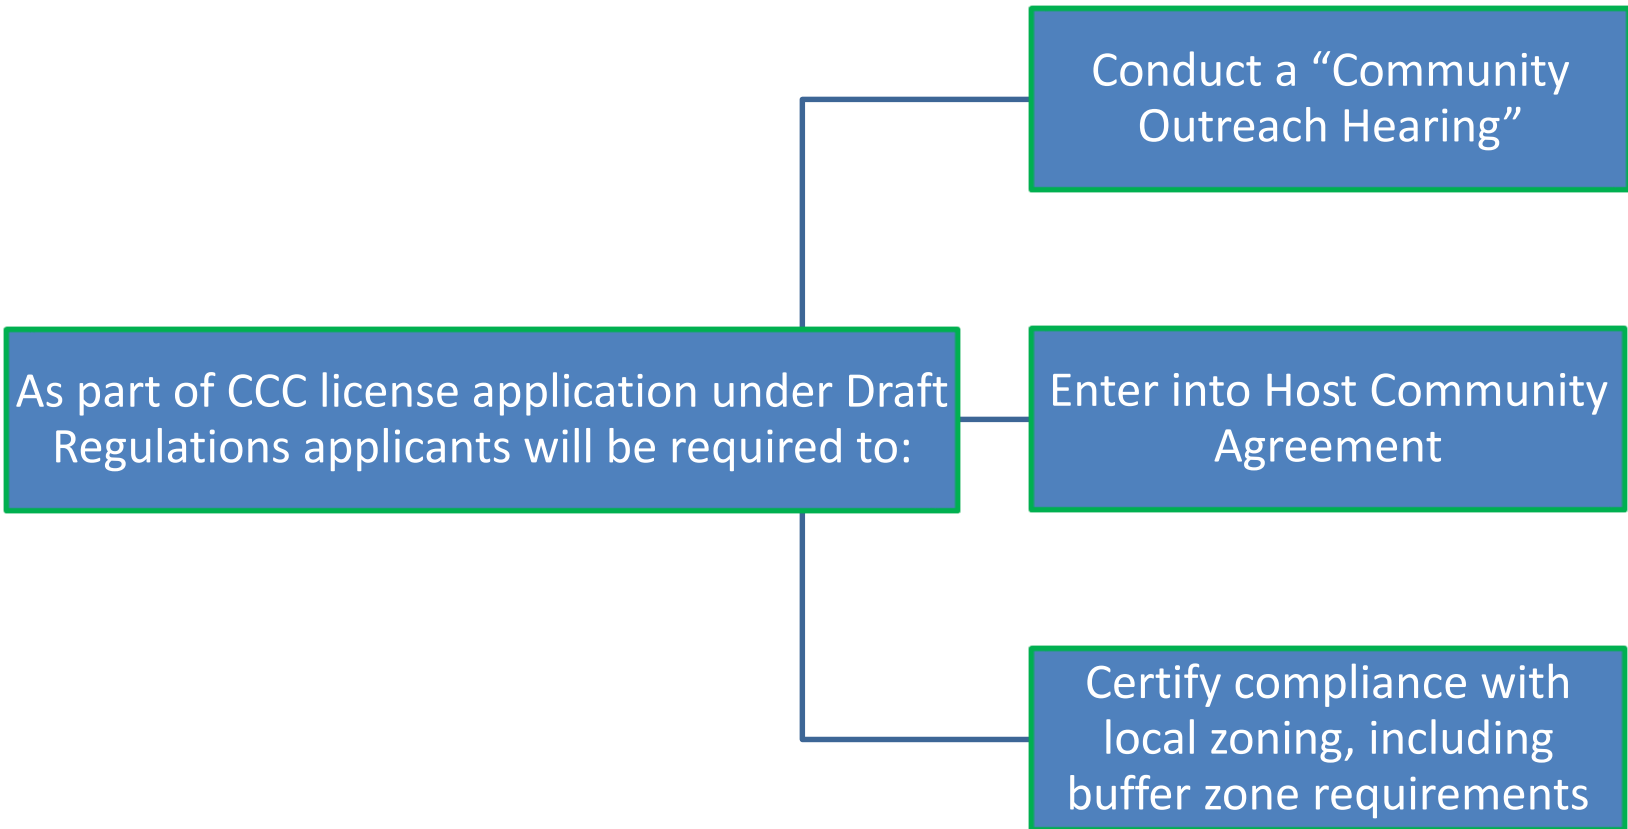 Conduct a “Community
Outreach Hearing”
As part of CCC license application under Draft
Regulations applicants will be required to:
Enter into Host Community
Agreement
Certify compliance with
local zoning, including
buffer zone requirements